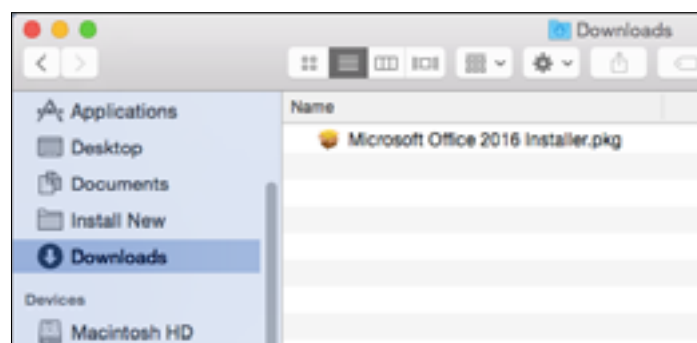 Downloads
Applications
Name
Microsoft Office 2016 Installer.pkg
Desktop
Documents
Install New
Downloads
Devices
Macintosh HD